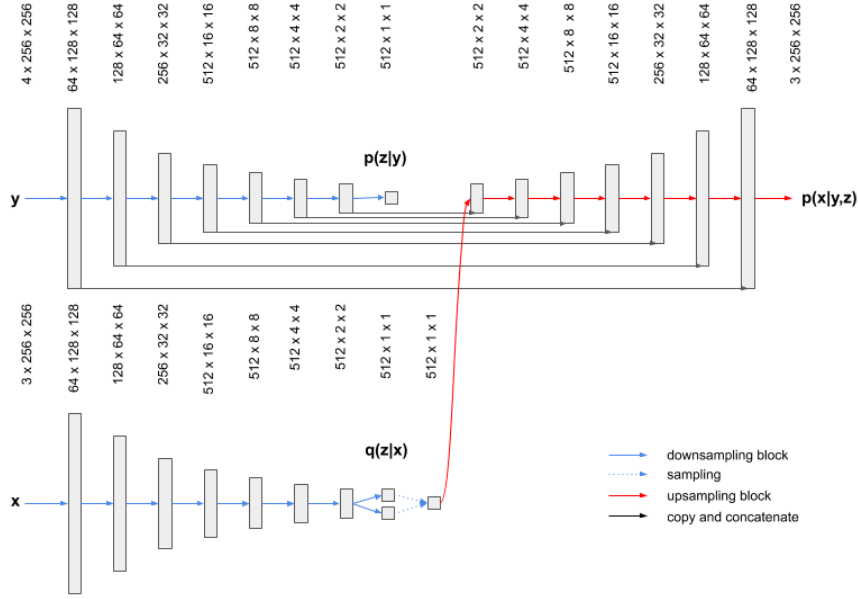 4 x 256 x 256
64 x 128 x 128
128 x 64 x 64
256 x 32 x 32
512 x 16 x 16
512 x 8 x 8
512 x 4 x 4
512 x 2 x 2
512 x 1 x 1
512 x 2 x 2
512 x 4 x 4
512 x 8 x 8
512 x 16 x 16
256 x 32 x 32
128 x 64 x 64
64 x 128 x 128
3 x 256 x 256
p(z|y)
y
p(x|y,z)
3 x 256 x 256
64 x 128 x 128
128 x 64 x 64
256 x 32 x 32
512 x 16 x 16
512 x 8 x 8
512 x 4 x 4
512 x 2 x 2
512 x 1 x 1
512 x 1 x 1
q(z|x)
x
downsampling block
sampling
upsampling block
copy and concatenate